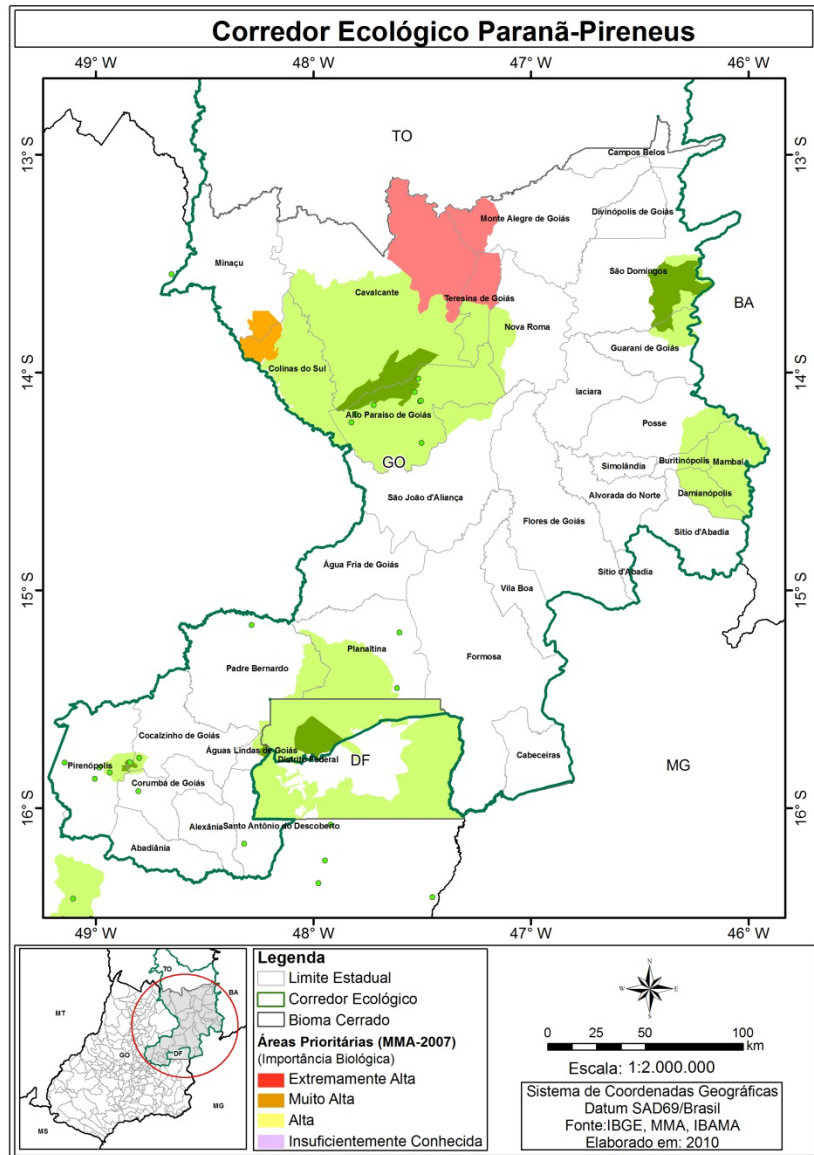 Corredor Ecológico Paranã-Pireneus
49° W 48° W 47° W 46° W
TO
13° S 13° S
Campos Belos
Monte Alegre de Goiás
Divinópolis de Goiás
Minaçu
São Domingos
Cavalcante
Teresina de Goiás
BA
Nova Roma
Guarani de Goiás
14° S 14° S
Colinas do Sul
Iaciara
Alto Paraíso de Goiás
Posse
GO
Buritinópolis
Mambaí
Simolândia
São João d'Aliança
Alvorada do Norte
Damianópolis
Flores de Goiás
Sítio d'Abadia
Água Fria de Goiás
Sítio d'Abadia
15° S 15° S
Vila Boa
Planaltina
Formosa
Padre Bernardo
Cocalzinho de Goiás
Águas Lindas de Goiás
Distrito Federal
DF
Cabeceiras
MG
Pirenópolis
Corumbá de Goiás
16° S 16° S
Alexânia
Santo Antônio do Descoberto
Abadiânia
49° W 48° W 47° W 46° W
TO
BA
MT
GO
DF
MG
MS
Legenda
Limite Estadual
Corredor Ecológico
Bioma Cerrado
Áreas Prioritárias (MMA-2007)
(Importância Biológica)
Extremamente Alta
Muito Alta
Alta
Insuficientemente Conhecida
N
W E
S
0 25 50 100
km
Escala: 1:2.000.000
Sistema de Coordenadas Geográficas
Datum SAD69/Brasil
Fonte:IBGE, MMA, IBAMA
Elaborado em: 2010